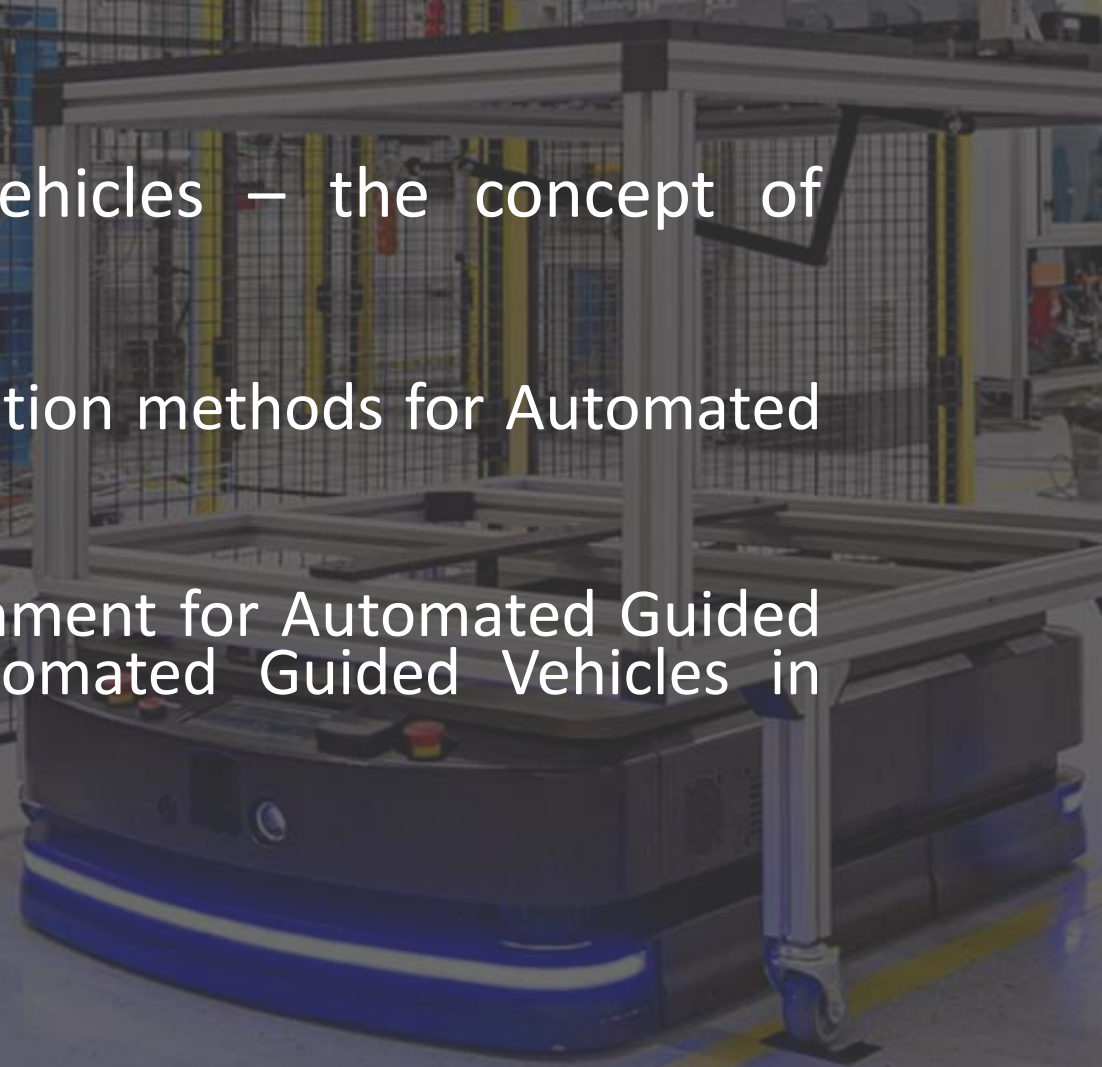 ehicles – the concept of
tion methods for Automated
nment for Automated Guided
omated Guided Vehicles in